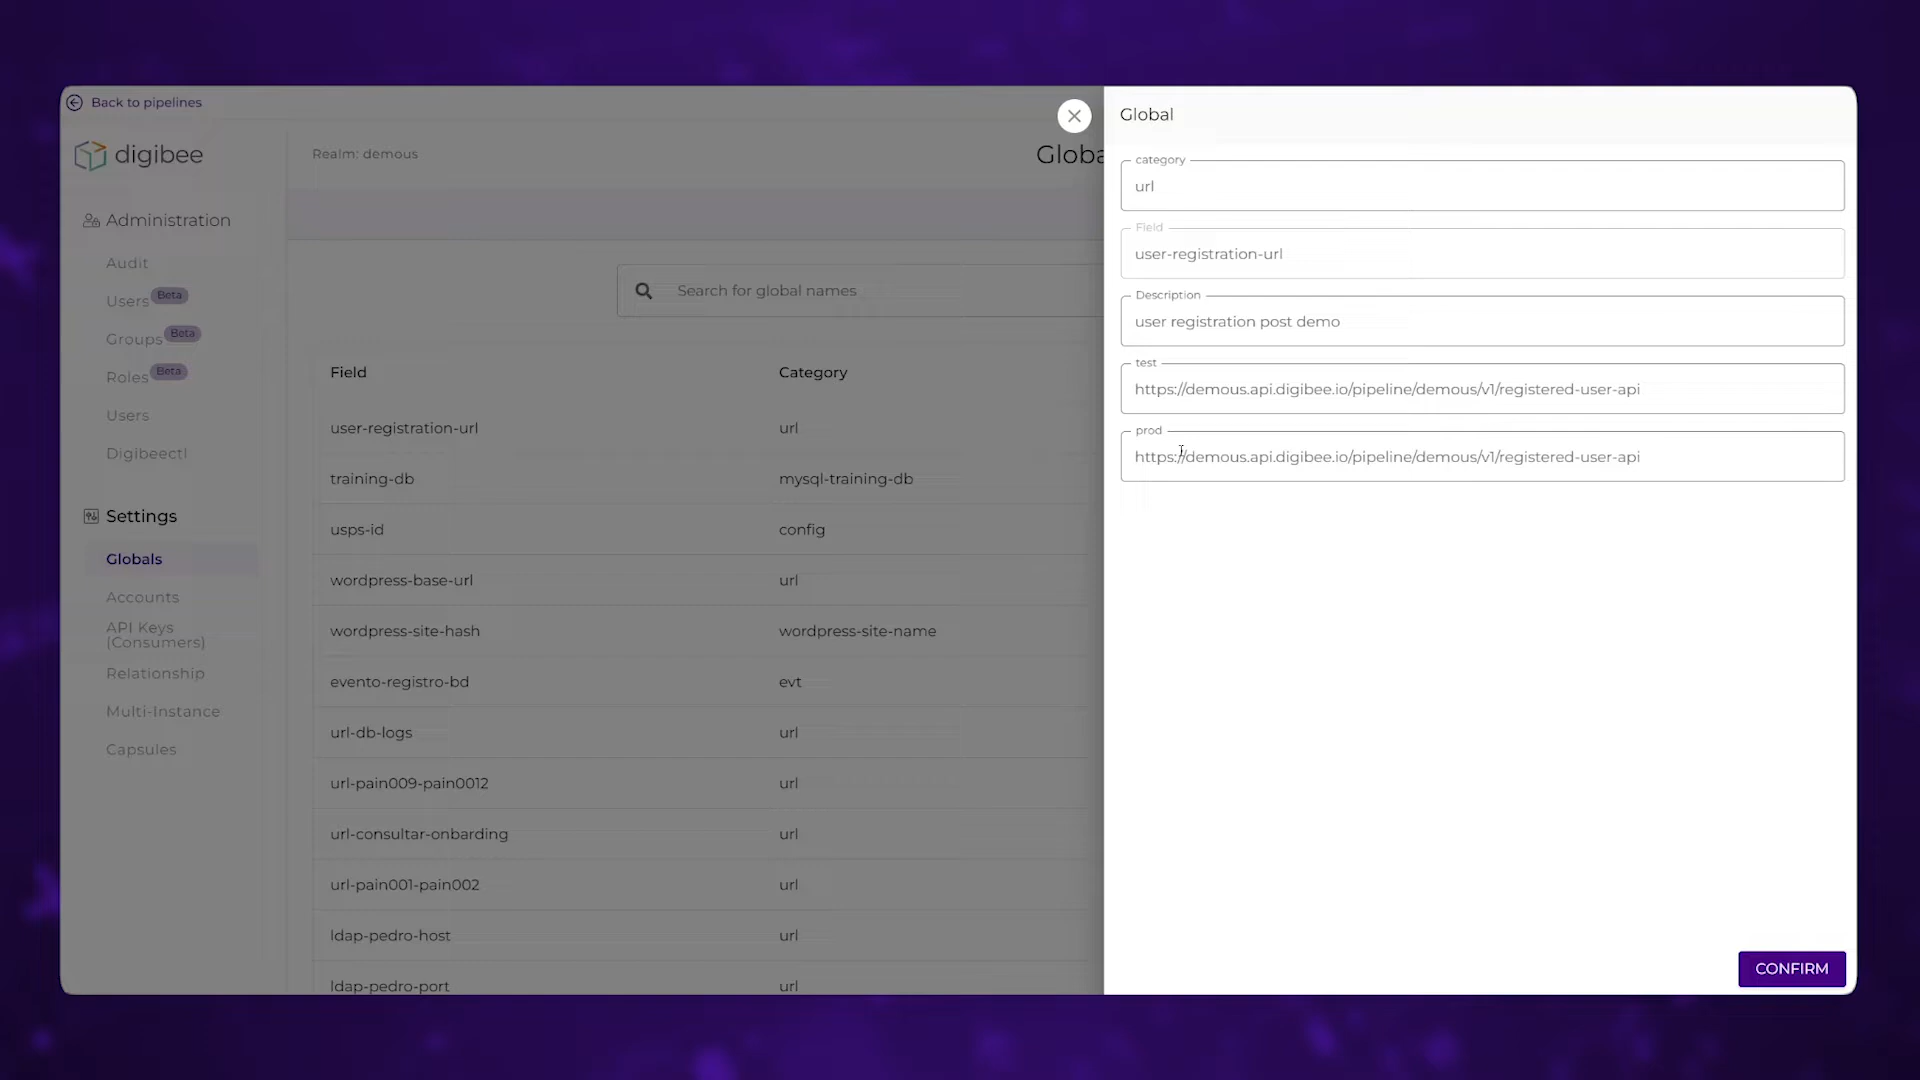 Back to pipelines
digibee
Realm: demous
Globa
Administration
Audit
Users Beta
Groups Beta
Roles Beta
Users
Digibeectl
Settings
Globals
Accounts
API Keys
(Consumers)
Relationship
Multi-Instance
Capsules
Search for global names
Field Category
user-registration-url url
training-db mysql-training-db
usps-id config
wordpress-base-url url
wordpress-site-hash wordpress-site-name
evento-registro-bd evt
url-db-logs url
url-pain009-pain0012 url
url-consultar-onbarding url
url-pain001-pain002 url
ldap-pedro-host url
ldap-pedro-port url
Global
category
url
Field
user-registration-url
Description
user registration post demo
test
https://demous.api.digibee.io/pipeline/demous/v1/registered-user-api
prod
https://demous.api.digibee.io/pipeline/demous/v1/registered-user-api
CONFIRM